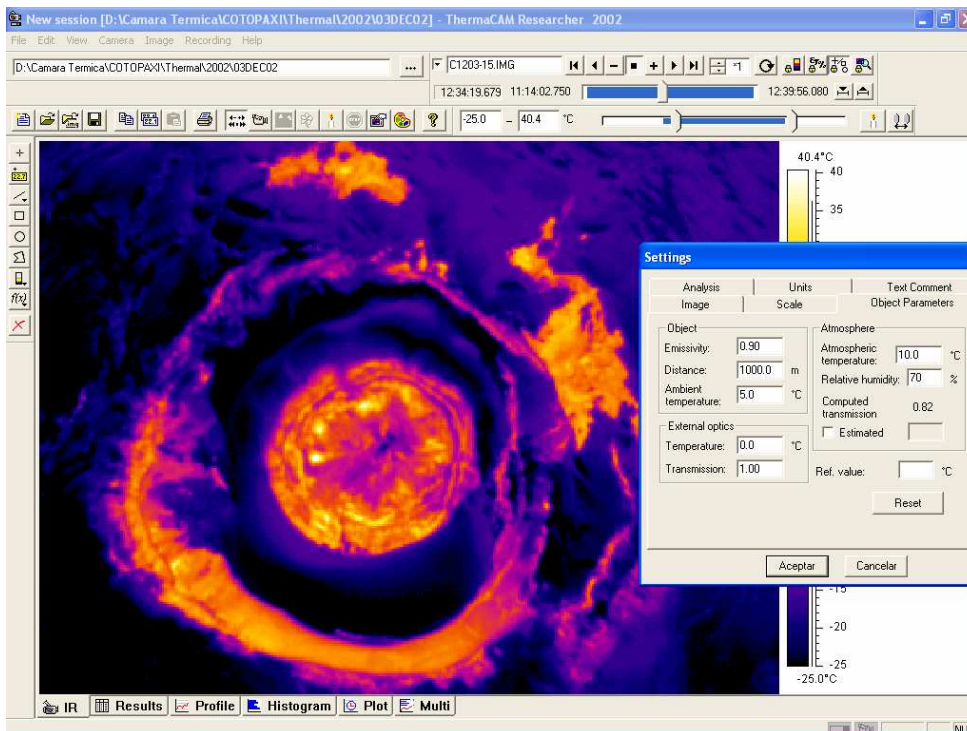 New session [D:\Camara Termica\COTOPAXI\Thermal\2002\03DEC02] - ThermaCAM Researcher 2002
File Edit View Camera Image Recording Help
D:\Camara Termica\COTOPAXI\Thermal\2002\03DEC02 ... C1203-15.IMG
12:34:19.679 11:14:02.750 12:39:56.080
-25.0 - 40.4 °C
40.4°C
40
35
Settings
Analysis Units Text Comment
Image Scale Object Parameters
Object
Emissivity: 0.90
Distance: 1000.0 m
Ambient temperature: 5.0 °C
External optics
Temperature: 0.0 °C
Transmission: 1.00
Atmosphere
Atmospheric temperature: 10.0 °C
Relative humidity: 70 %
Computed transmission 0.82
Estimated
Ref. value: °C
Reset
Aceptar Cancelar
-15
-20
-25
-25.0°C
IR Results Profile Histogram Plot Multi